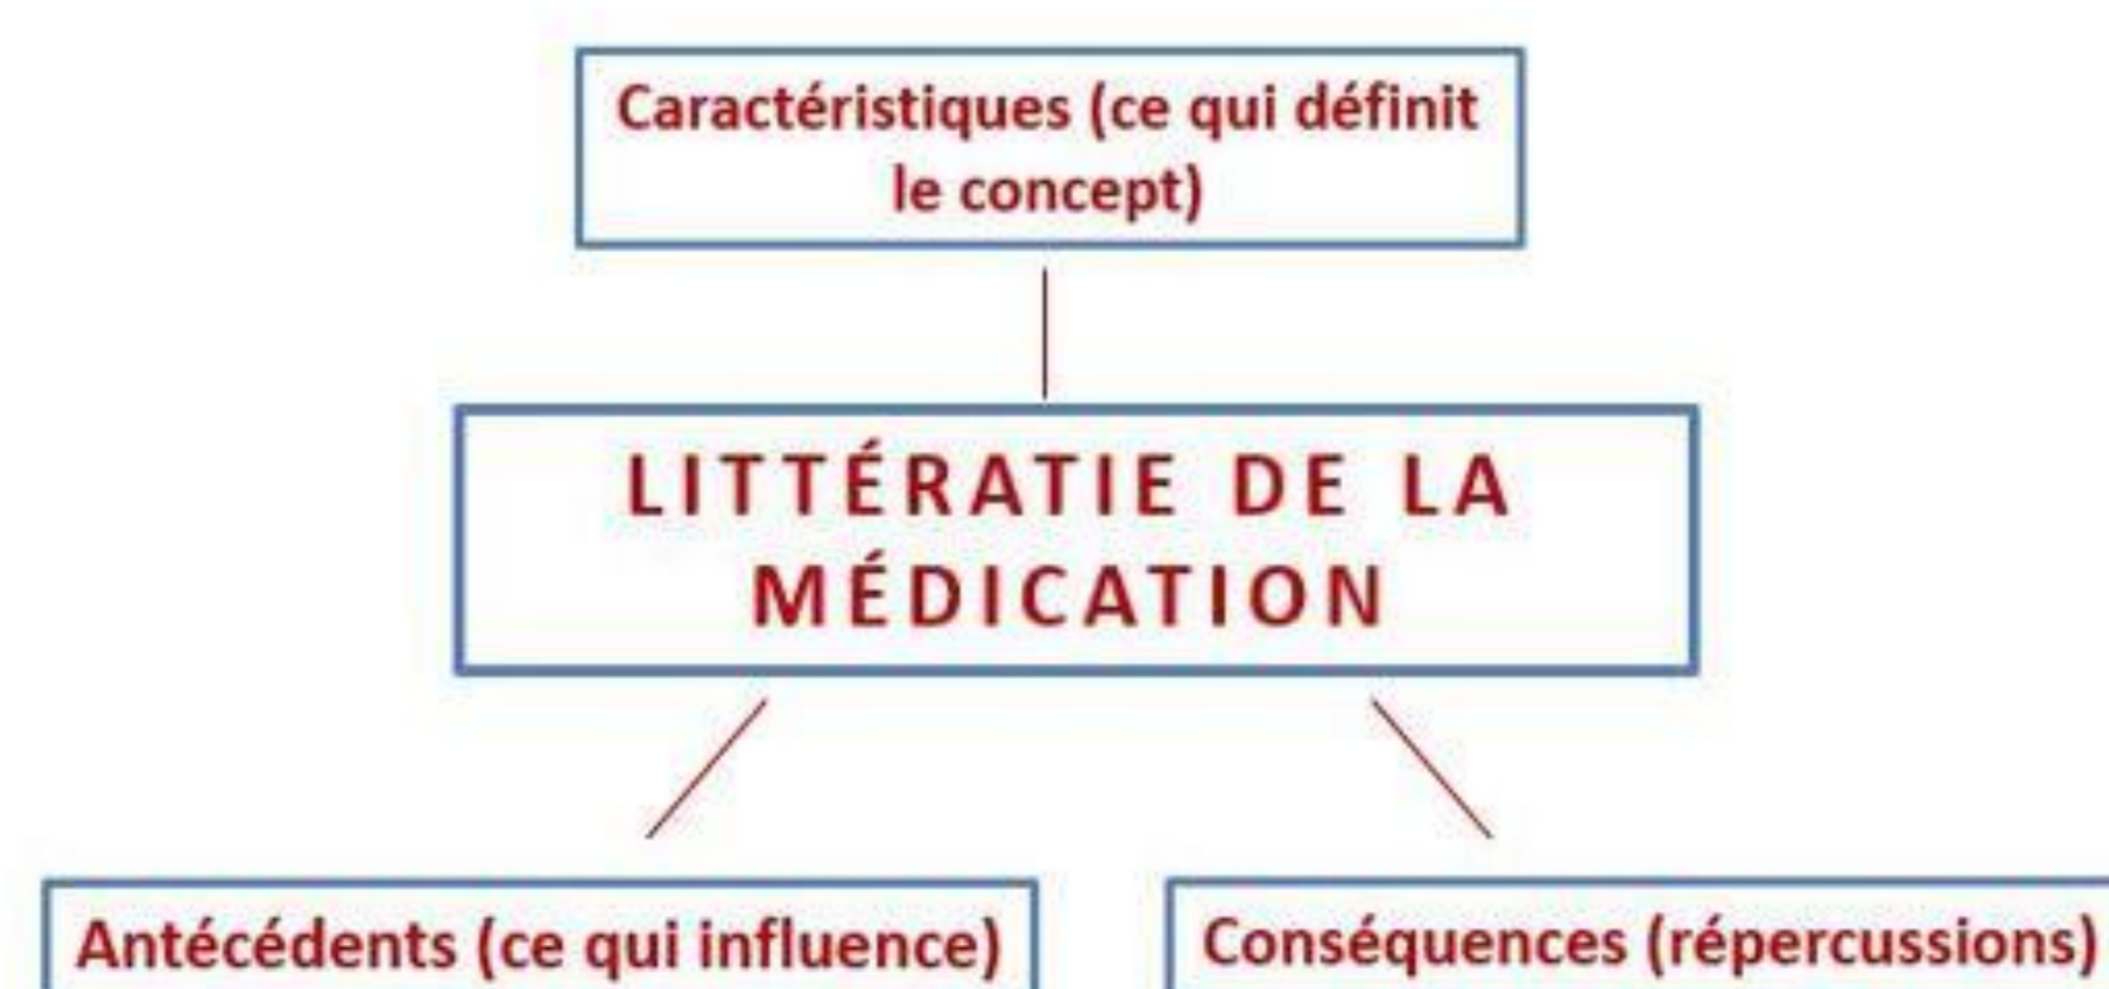 Caractéristiques (ce qui définit
le concept)
LITTÉRATIE DE LA
MÉDICATION
Antécédents (ce qui influence)
Conséquences (répercussions)